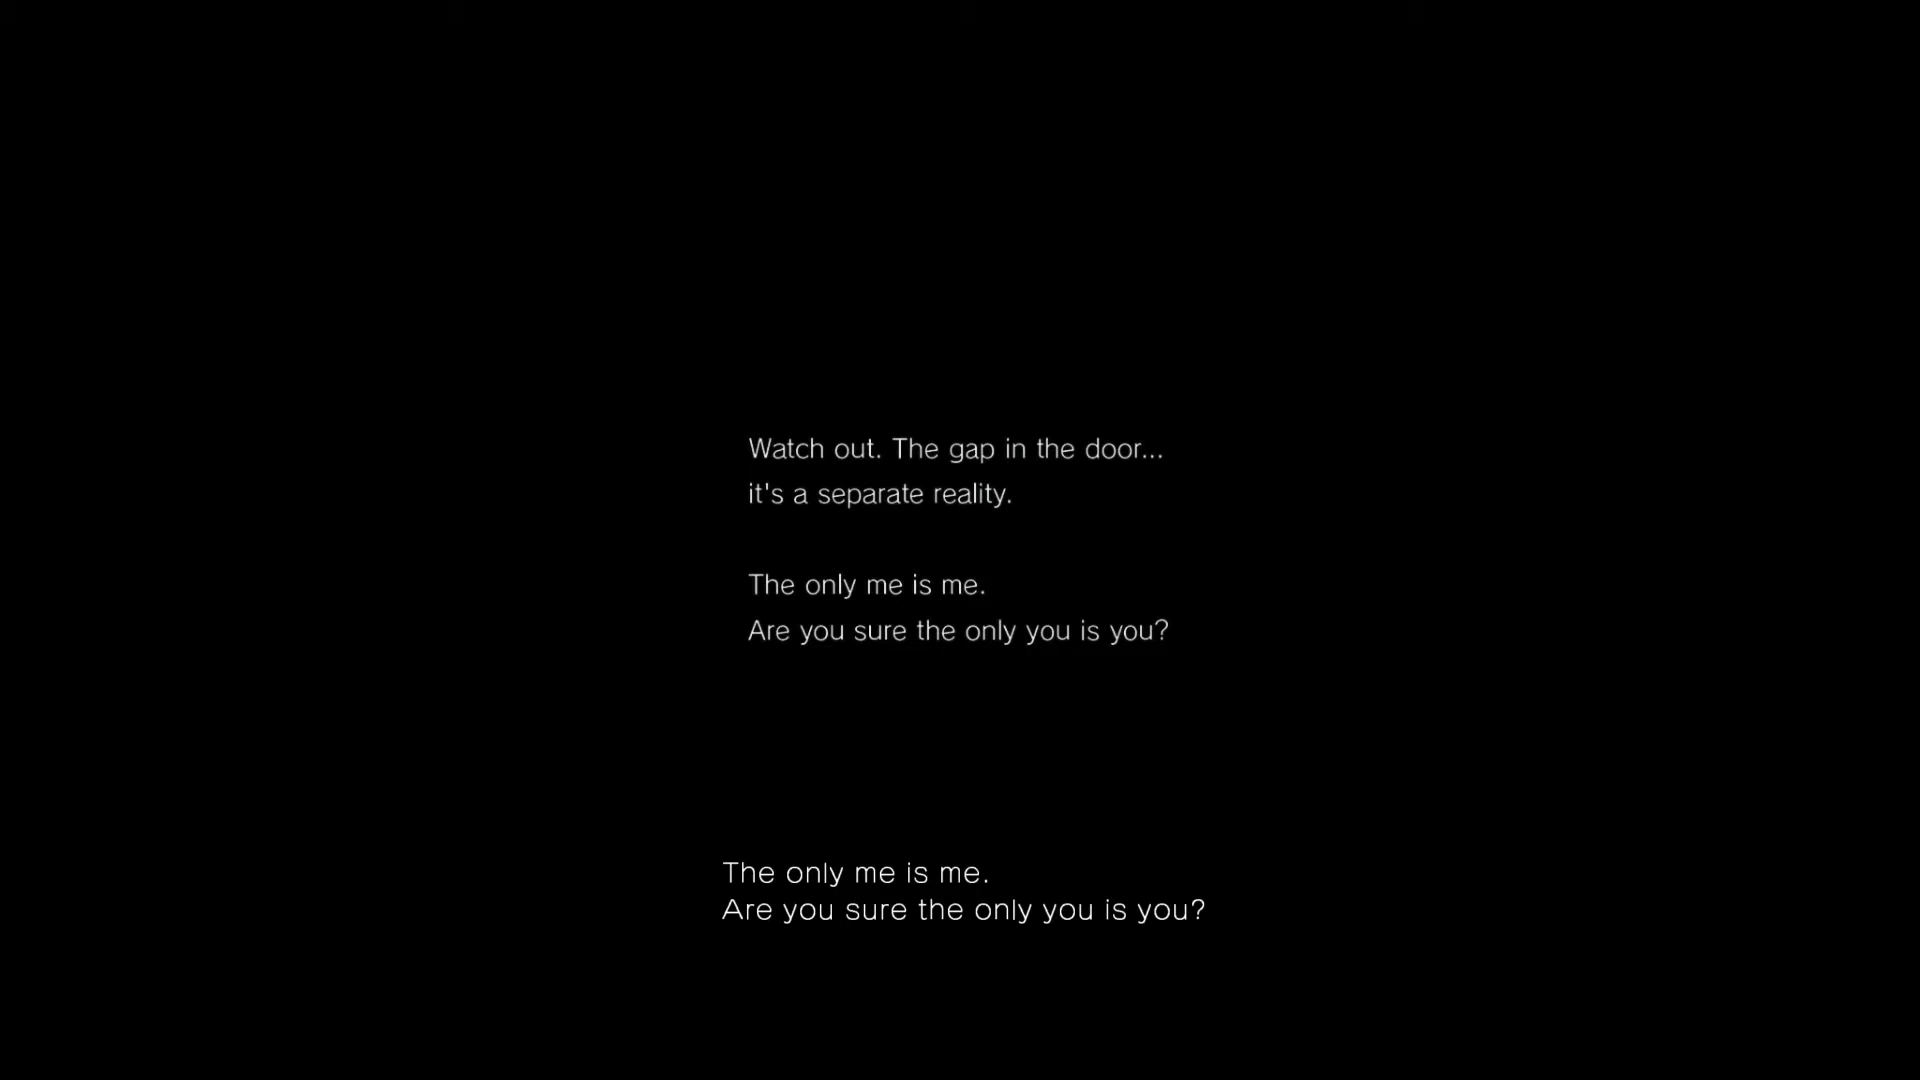 Watch out. The gap in the door...
it's a separate reality.
The only me is me.
Are you sure the only you is you?
The only me is me.
Are you sure the only you is you?